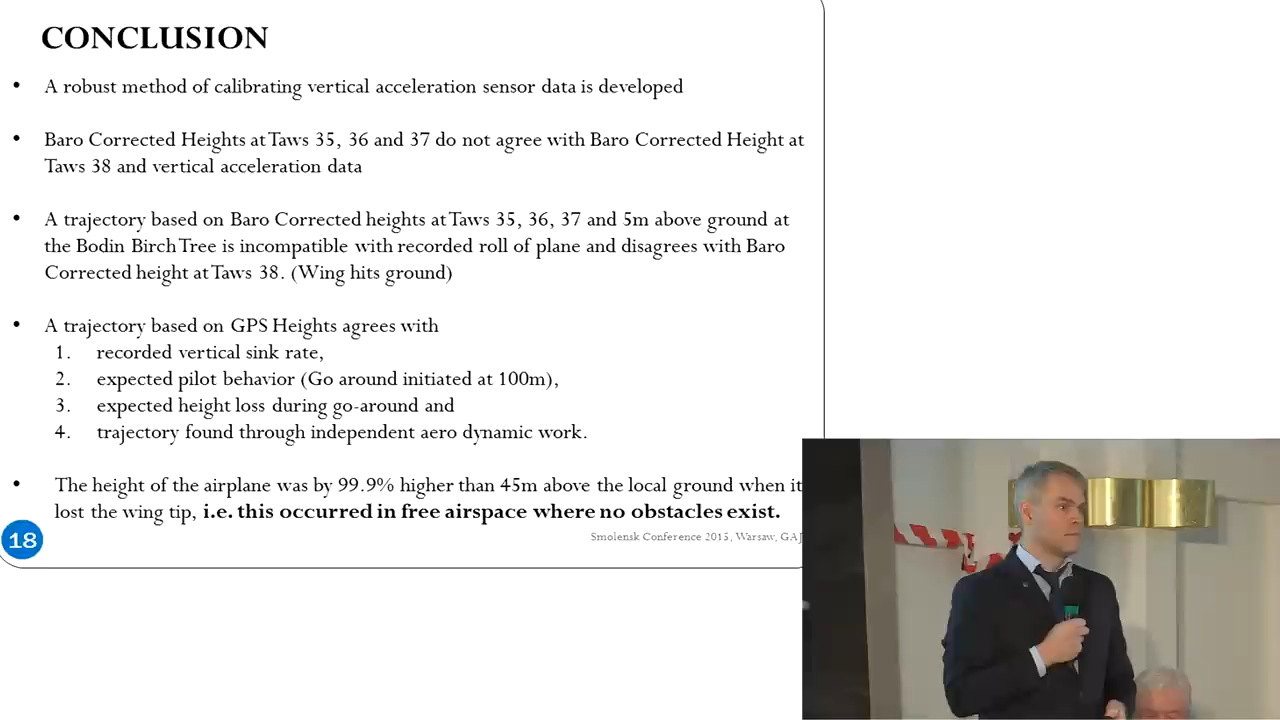 CONCLUSION
• A robust method of calibrating vertical acceleration sensor data is developed
• Baro Corrected Heights at Taws 35, 36 and 37 do not agree with Baro Corrected Height at
Taws 38 and vertical acceleration data
• A trajectory based on Baro Corrected heights at Taws 35, 36, 37 and 5m above ground at
the Bodin Birch Tree is incompatible with recorded roll of plane and disagrees with Baro
Corrected height at Taws 38. (Wing hits ground)
• A trajectory based on GPS Heights agrees with
1. recorded vertical sink rate,
2. expected pilot behavior (Go around initiated at 100m),
3. expected height loss during go-around and
4. trajectory found through independent aero dynamic work.
• The height of the airplane was by 99.9% higher than 45m above the local ground when it
lost the wing tip, i.e. this occurred in free airspace where no obstacles exist.
18
Smolensk Conference 2015, Warsaw, GAJ